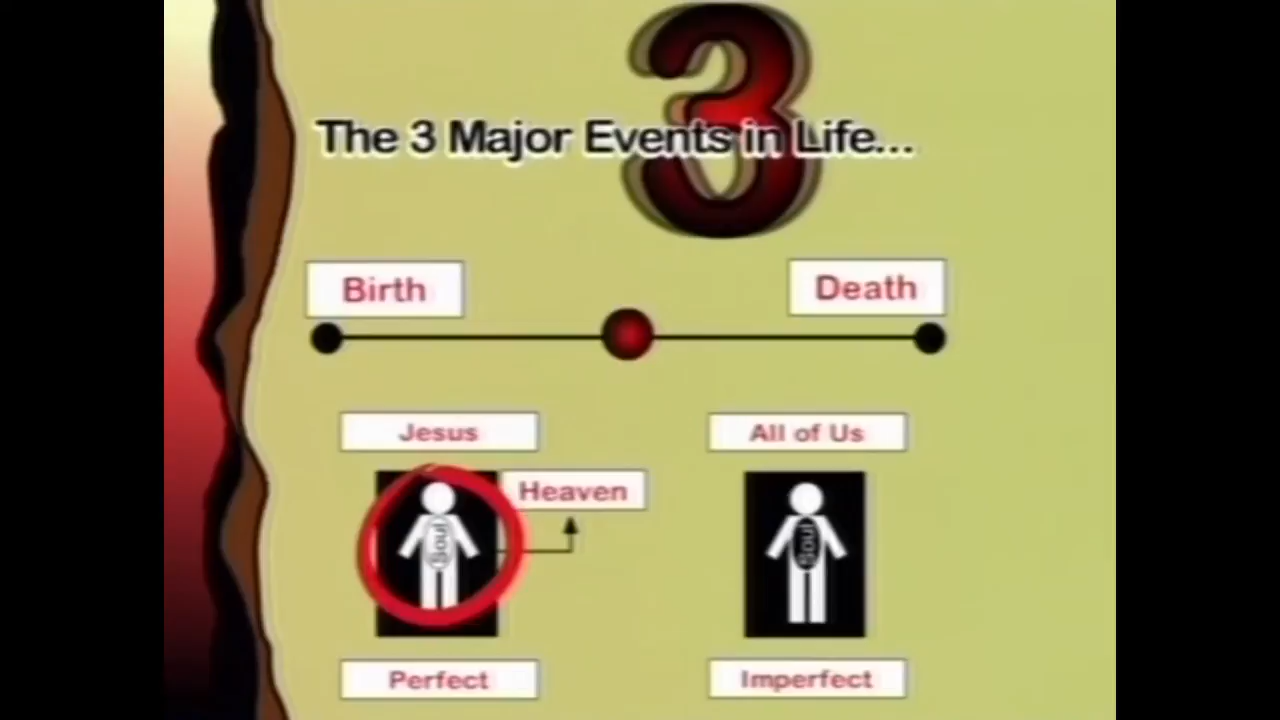 3
The 3 Major Events in Life...
Birth
Death
Jesus
All of Us
Heaven
Soul
Soul
Perfect
Imperfect